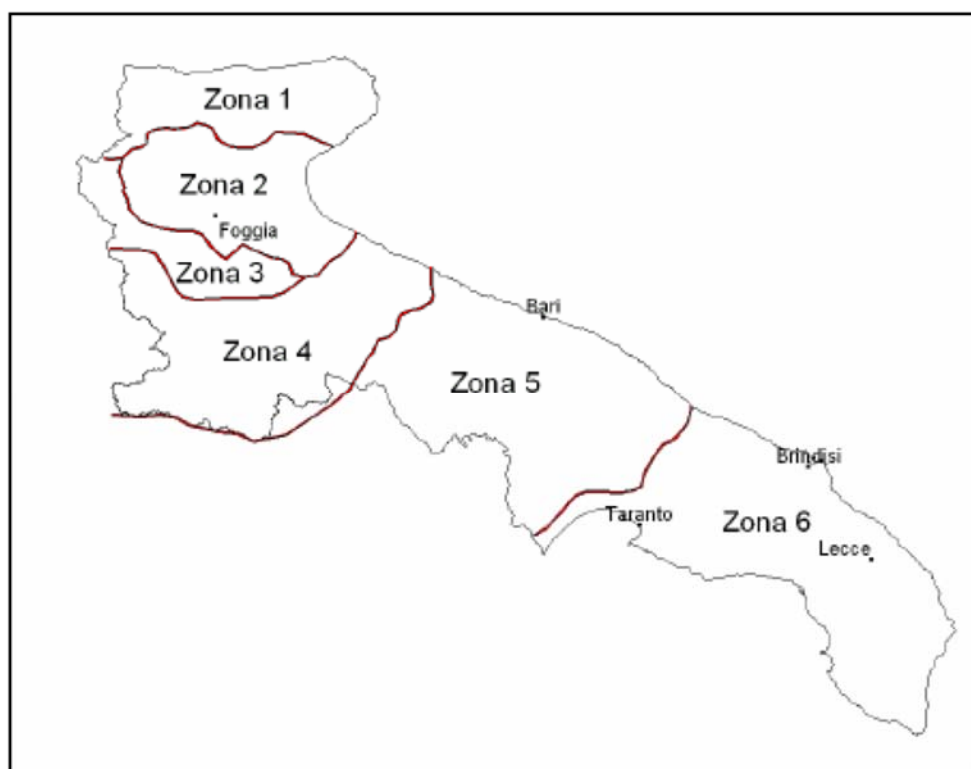 Zona 1
Zona 2
Foggia
Zona 3
Bari
Zona 4
Zona 5
Brindisi
Taranto
Zona 6
Lecce